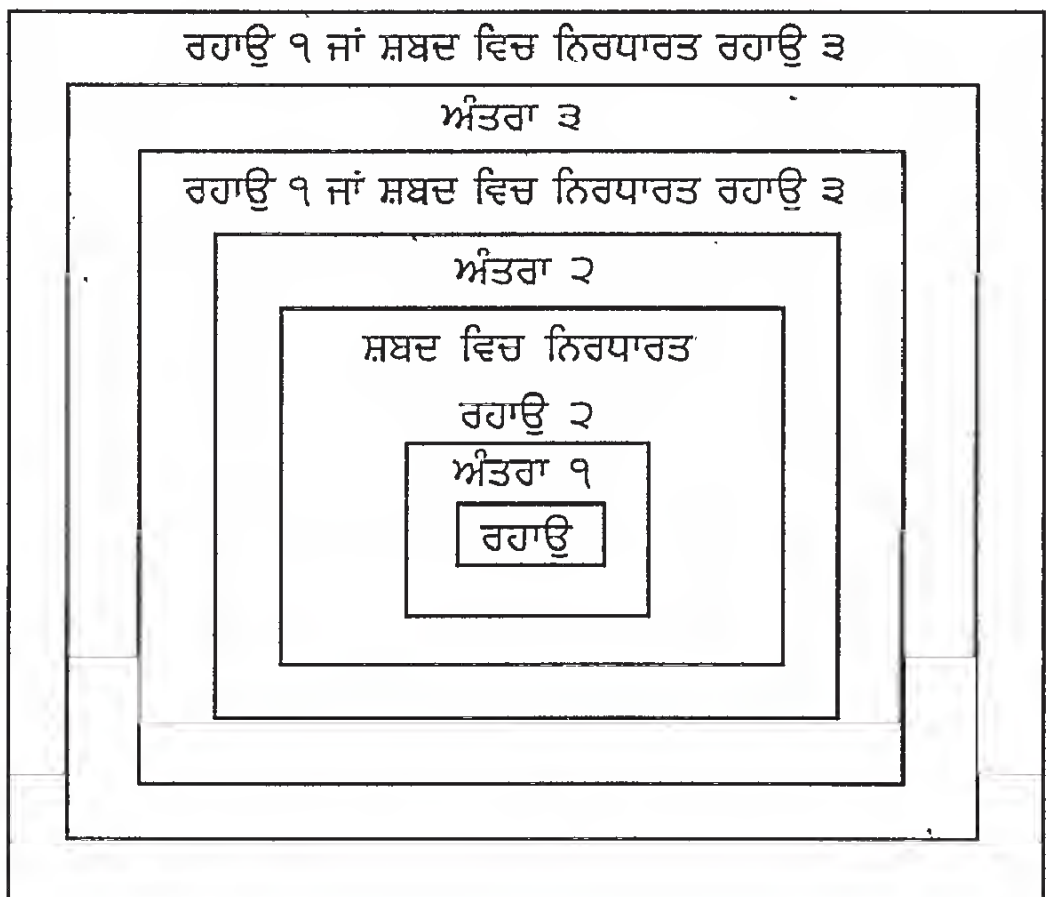 ਰਹਾਉ ੧ ਜਾਂ ਸ਼ਬਦ ਵਿਚ ਨਿਰਧਾਰਤ ਰਹਾਉ ੩
ਅੰਤਰਾ ੩
ਰਹਾਉ ੧ ਜਾਂ ਸ਼ਬਦ ਵਿਚ ਨਿਰਧਾਰਤ ਰਹਾਉ ੩
ਅੰਤਰਾ ੨
ਸ਼ਬਦ ਵਿਚ ਨਿਰਧਾਰਤ
ਰਹਾਉ ੨
ਅੰਤਰਾ ੧
ਰਹਾਉ